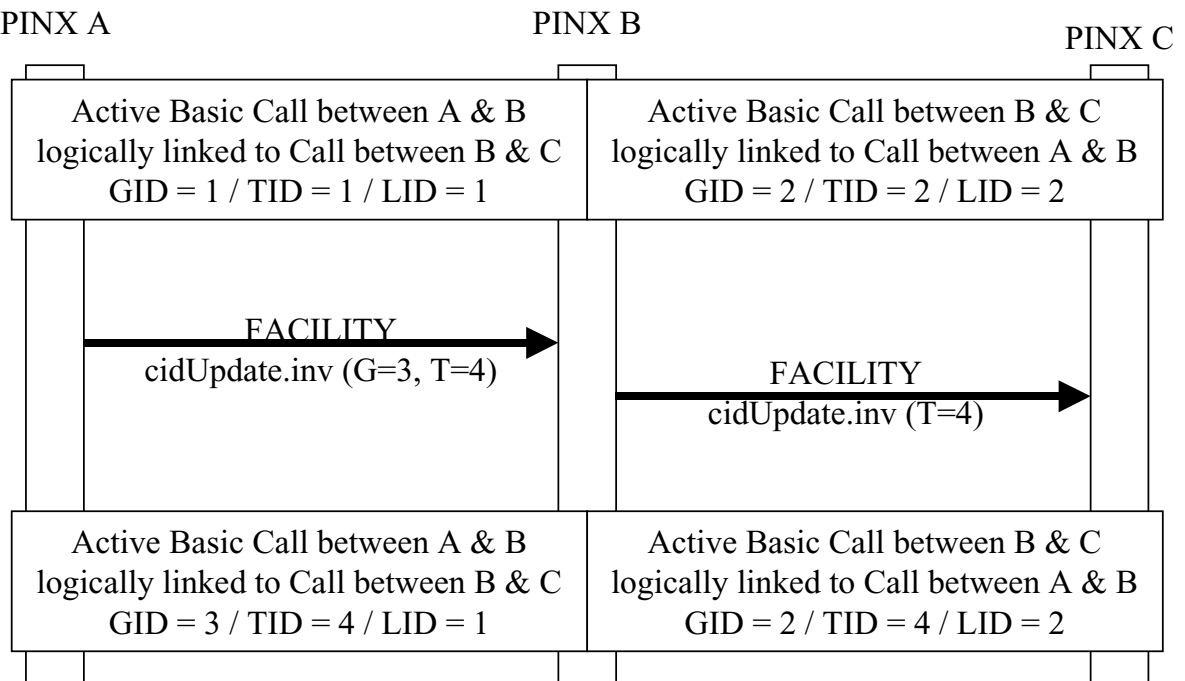 PINX A
PINX B
PINX C
Active Basic Call between A & B
logically linked to Call between B & C
GID = 1 / TID = 1 / LID = 1
Active Basic Call between B & C
logically linked to Call between A & B
GID = 2 / TID = 2 / LID = 2
FACILITY
cidUpdate.inv (G=3, T=4)
FACILITY
cidUpdate.inv (T=4)
Active Basic Call between A & B
logically linked to Call between B & C
GID = 3 / TID = 4 / LID = 1
Active Basic Call between B & C
logically linked to Call between A & B
GID = 2 / TID = 4 / LID = 2